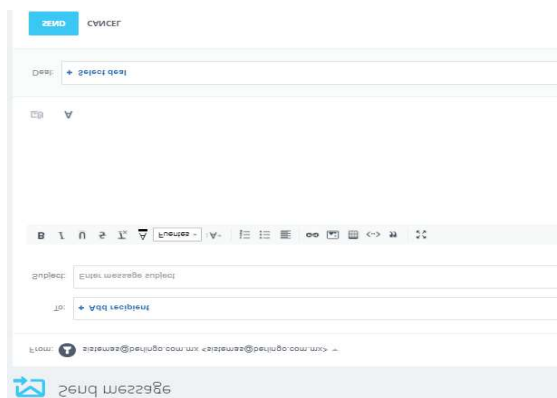 Send message
From: sistemas@berlingo.com.mx <sistemas@berlingo.com.mx>
To: + Add recipient
Subject: Enter message subject
B I U S Tx A Fuentes A
A
Deal: + Select deal
SEND CANCEL